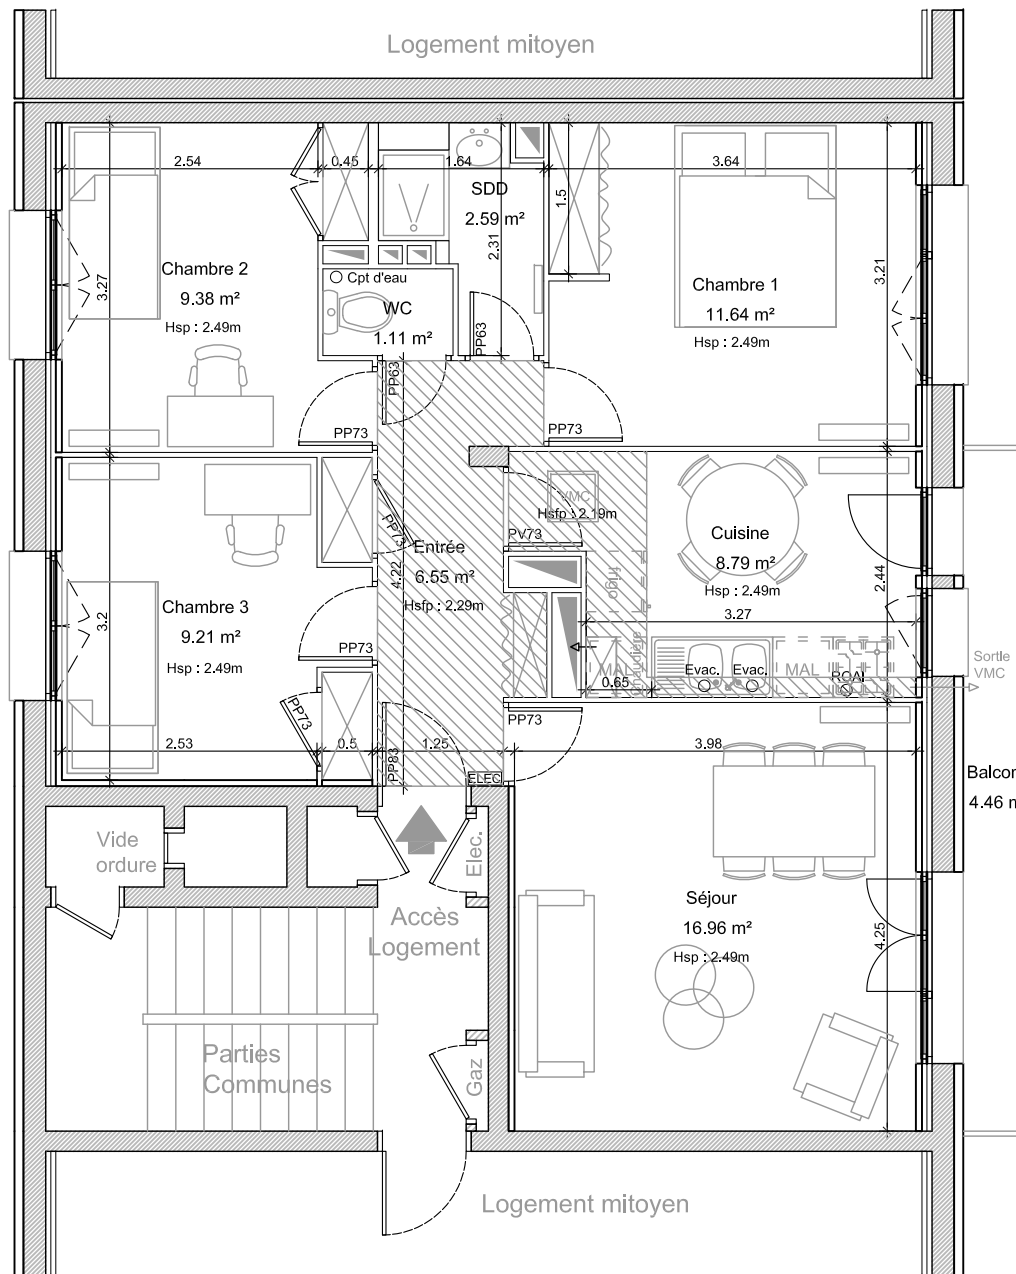 Logement mitoyen
2.54
0.45
1.64
3.64
SDD
2.59 m²
2.31
1.5
3.27
3.21
Chambre 2
9.38 m²
Hsp : 2.49m
Cpt d'eau
WC
1.11 m²
Chambre 1
11.64 m²
Hsp : 2.49m
PP63
PP63
PP73
PP73
VMC
Hsfp : 2.19m
PV73
PP73
Entrée
6.55 m²
Hsfp : 2.29m
4.22
Cuisine
8.79 m²
Hsp : 2.49m
2.44
3.27
frigo
Chambre 3
9.21 m²
Hsp : 2.49m
3.2
PP73
MAL
chaudière
0.65
Evac.
Evac.
MAL
ROAI
Sortie
VMC
PP73
PP73
2.53
0.5
1.25
3.98
PP83
ELEC
Balcon
4.46 m
Vide
ordure
Elec.
Accès
Logement
Séjour
16.96 m²
Hsp : 2.49m
4.25
Parties
Communes
Gaz
Logement mitoyen